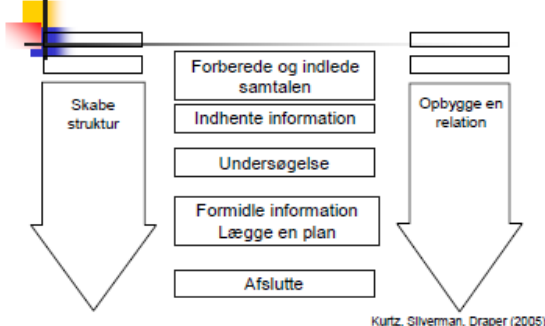 Forberede og indlede
samtalen
Skabe
struktur
Indhente information
Opbygge en
relation
Undersøgelse
Formidle information
Lægge en plan
Afslutte
Kurtz, Silverman, Draper (2005)